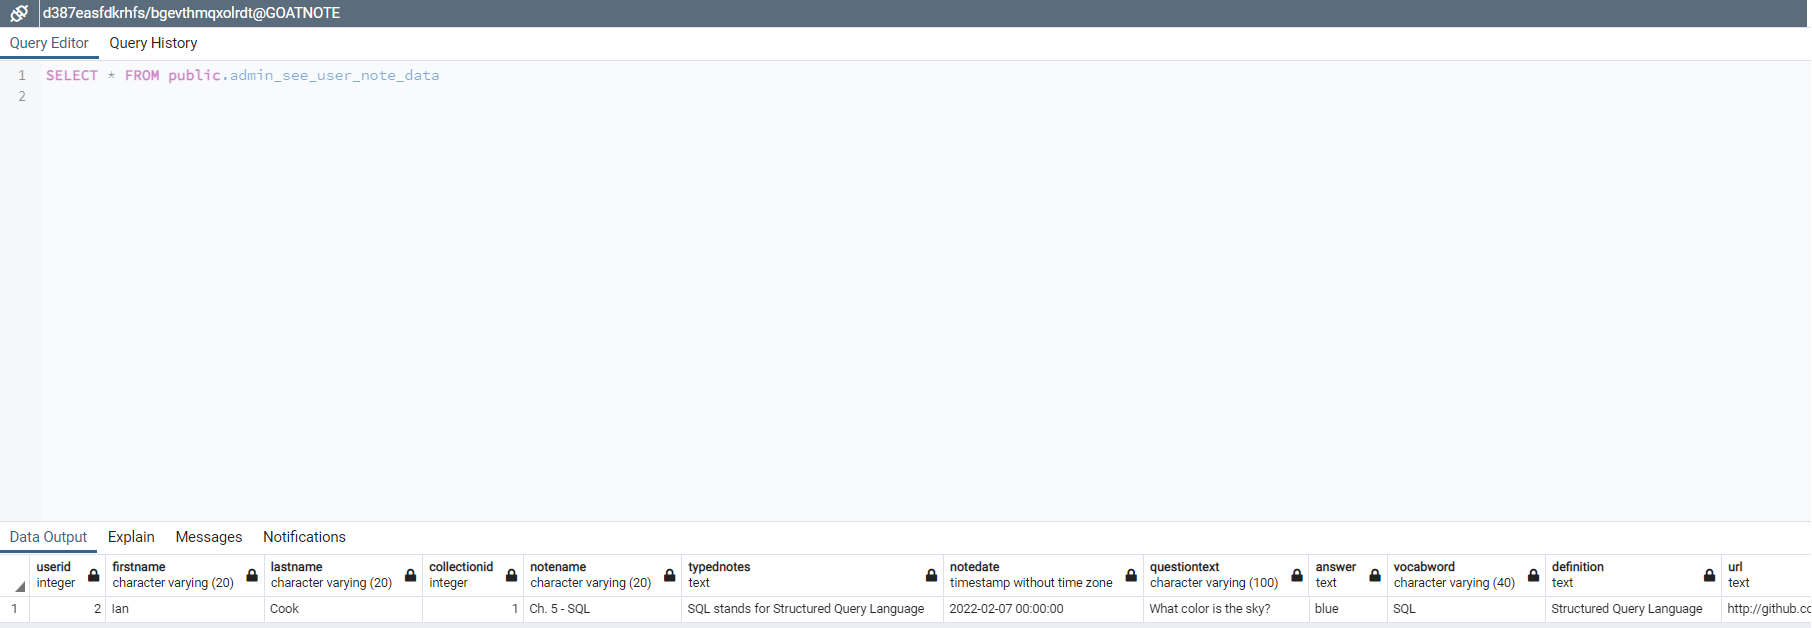 d387easfdkrhfs/bgevthmqxolrdt@GOATNOTE
Query Editor Query History
1 SELECT * FROM public.admin_see_user_note_data
2
Data Output Explain Messages Notifications
userid firstname lastname collectionid notename typednotes notedate questiontext answer vocabword definition url
integer character varying (20) character varying (20) integer character varying (20) text timestamp without time zone character varying (100) text character varying (40) text text
1 2 Ian Cook 1 Ch. 5 - SQL SQL stands for Structured Query Language 2022-02-07 00:00:00 What color is the sky? blue SQL Structured Query Language http://github.co